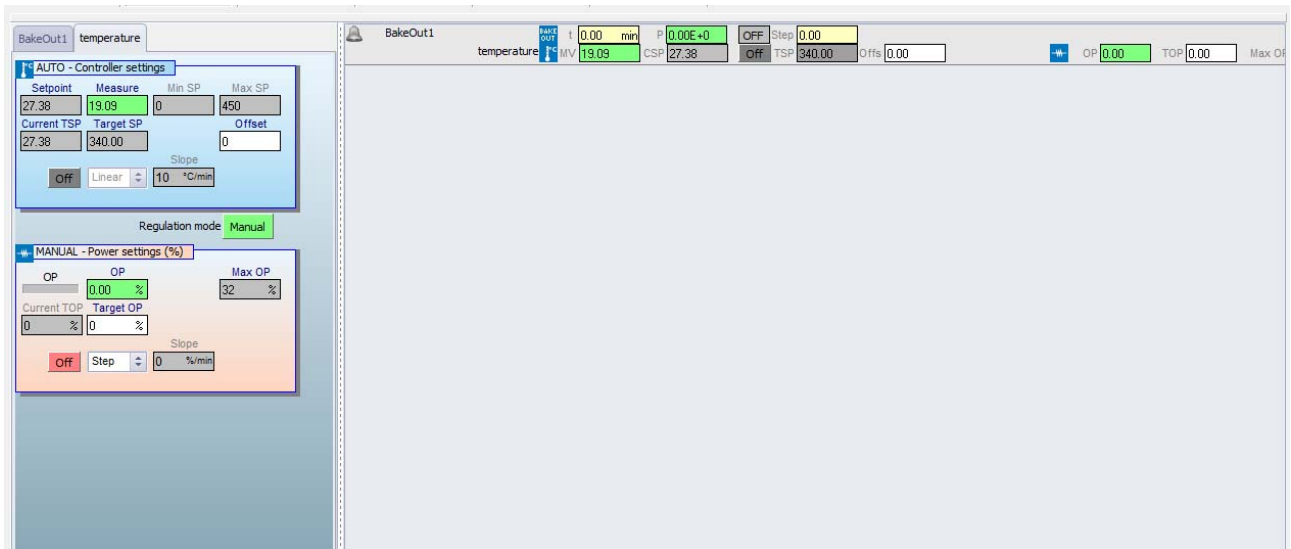 BakeOut1 temperature
AUTO - Controller settings
Setpoint Measure Min SP Max SP
27.38 19.09 0 450
Current TSP Target SP Offset
27.38 340.00 0
Slope
Off Linear 10 °C/min
Regulation mode Manual
MANUAL - Power settings (%)
OP OP Max OP
0.00 % 32 %
Current TOP Target OP
0 % 0 %
Slope
Off Step 0 %/min
BakeOut1 BAKE OUT t 0.00 min P 0.00E+0 OFF Step 0.00
temperature °C MV 19.09 CSP 27.38 Off TSP 340.00 Offs 0.00 OP 0.00 TOP 0.00 Max OP